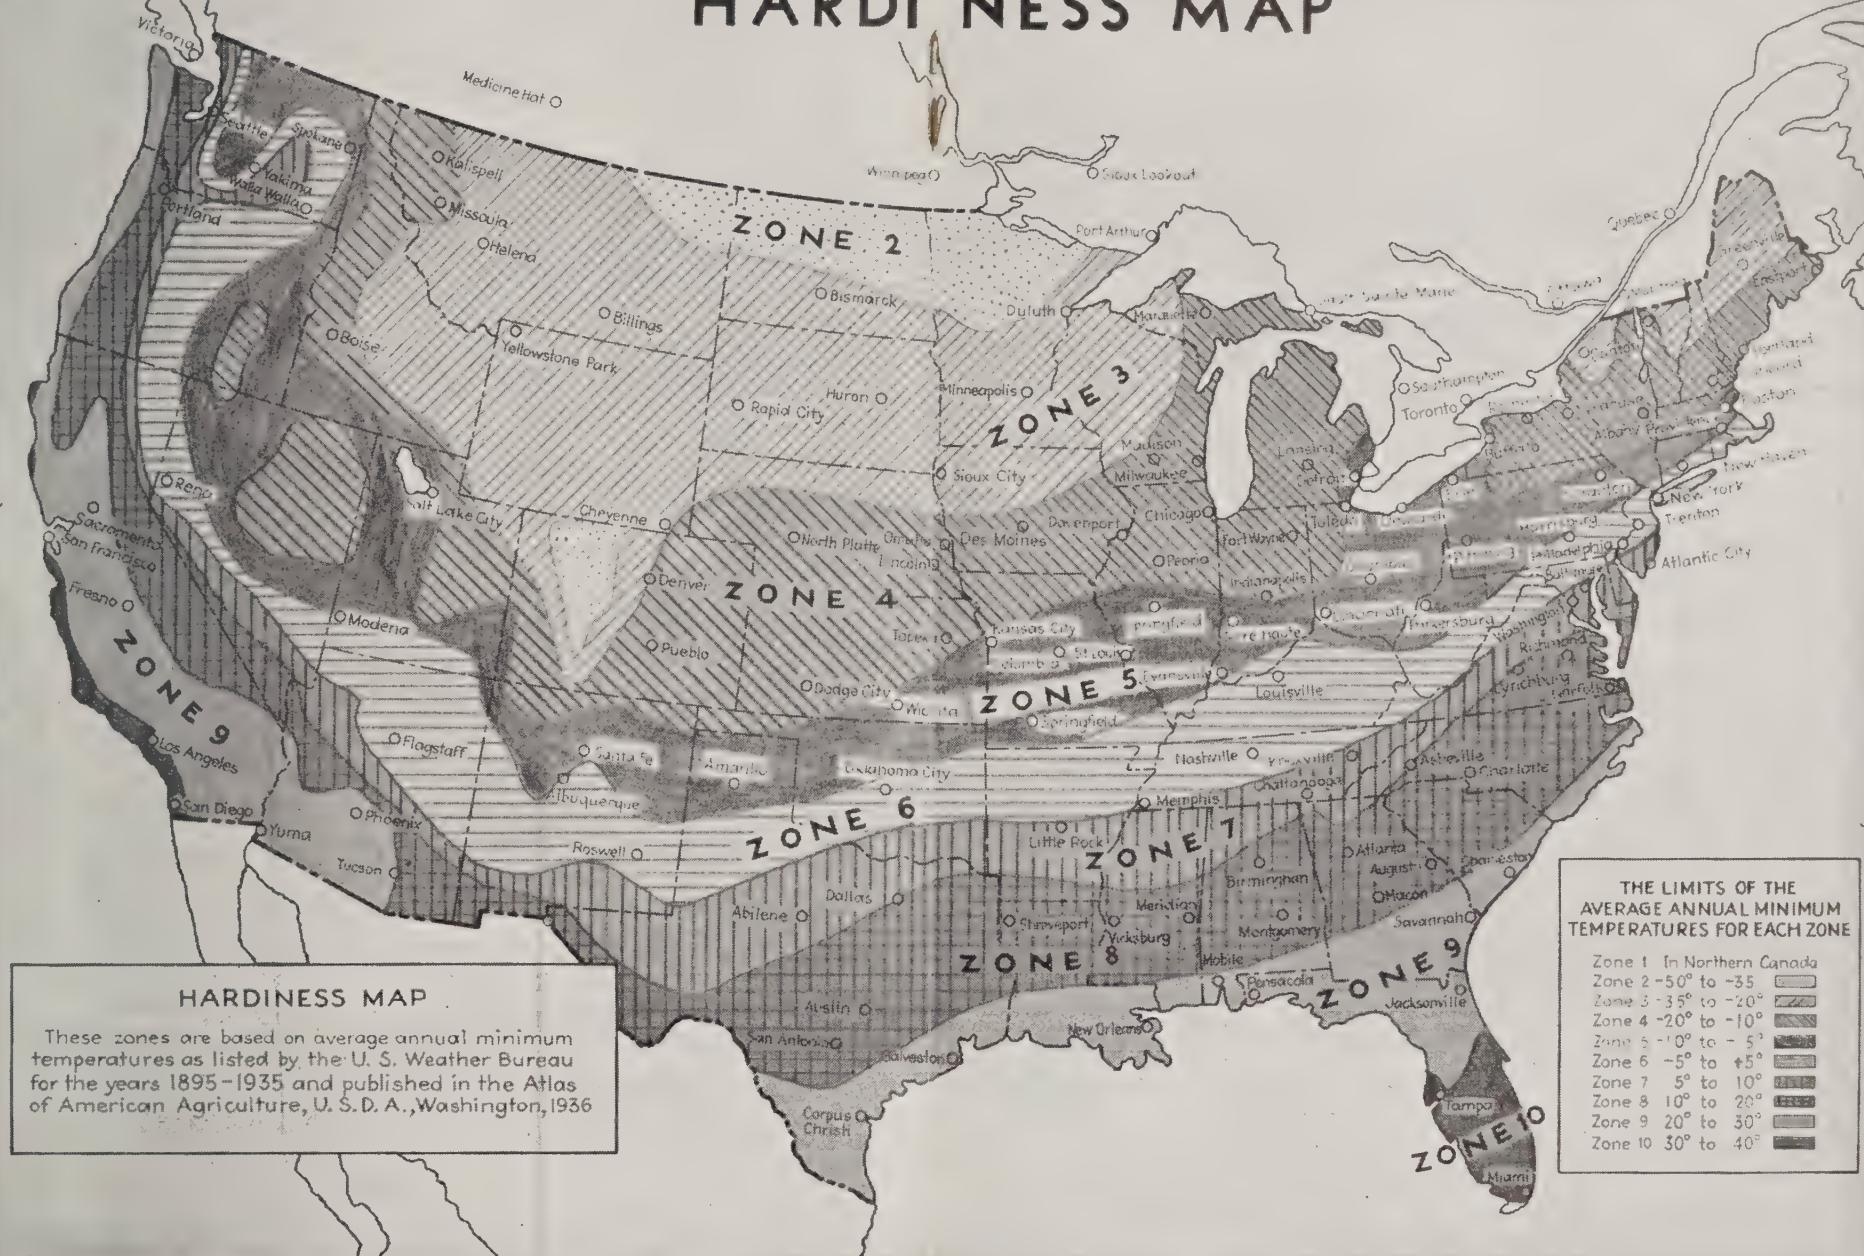 HARDINESS MAP
Victoria
Medicine Hat
Seattle
Spokane
Yakima
Walla Walla
Portland
Kalispell
Missoula
Helena
Winnipeg
Sioux Lookout
Port Arthur
Quebec
ZONE 2
Greenville
Eastport
Bismarck
Billings
Duluth
Marquette
Boise
Yellowstone Park
Huron
Rapid City
Minneapolis
ZONE 3
Southampton
Toronto
Boston
Madison
Milwaukee
Lansing
Detroit
Buffalo
Albany
New Haven
Reno
Salt Lake City
Sioux City
Cheyenne
North Platte
Omaha
Lincoln
Des Moines
Davenport
Chicago
Toledo
Fort Wayne
New York
Trenton
Harrisburg
Philadelphia
Atlantic City
Sacramento
San Francisco
Fresno
Denver
ZONE 4
Peoria
Indianapolis
Modena
Pueblo
Topeka
Kansas City
St Louis
Cincinnati
Parkersburg
Washington
Richmond
Lynchburg
Norfolk
Dodge City
Wichita
ZONE 5
Evansville
Louisville
Springfield
ZONE 9
Los Angeles
Flagstaff
Santa Fe
Amarillo
Oklahoma City
Nashville
Knoxville
Asheville
Charlotte
Chattanooga
Albuquerque
Memphis
San Diego
Yuma
Phoenix
Tucson
Roswell
ZONE 6
Little Rock
ZONE 7
Atlanta
Augusta
Charleston
Birmingham
Macon
Abilene
Dallas
Shreveport
Meridian
Vicksburg
Montgomery
Savannah
ZONE 8
Mobile
Pensacola
ZONE 9
Jacksonville
Austin
San Antonio
Galveston
New Orleans
Corpus
Christi
Tampa
ZONE 10
Miami
HARDINESS MAP
These zones are based on average annual minimum
temperatures as listed by the U. S. Weather Bureau
for the years 1895-1935 and published in the Atlas
of American Agriculture, U. S. D. A., Washington, 1936
THE LIMITS OF THE
AVERAGE ANNUAL MINIMUM
TEMPERATURES FOR EACH ZONE
Zone 1 In Northern Canada
Zone 2 -50° to -35
Zone 3 -35° to -20°
Zone 4 -20° to -10°
Zone 5 -10° to -5°
Zone 6 -5° to +5°
Zone 7 5° to 10°
Zone 8 10° to 20°
Zone 9 20° to 30°
Zone 10 30° to 40°